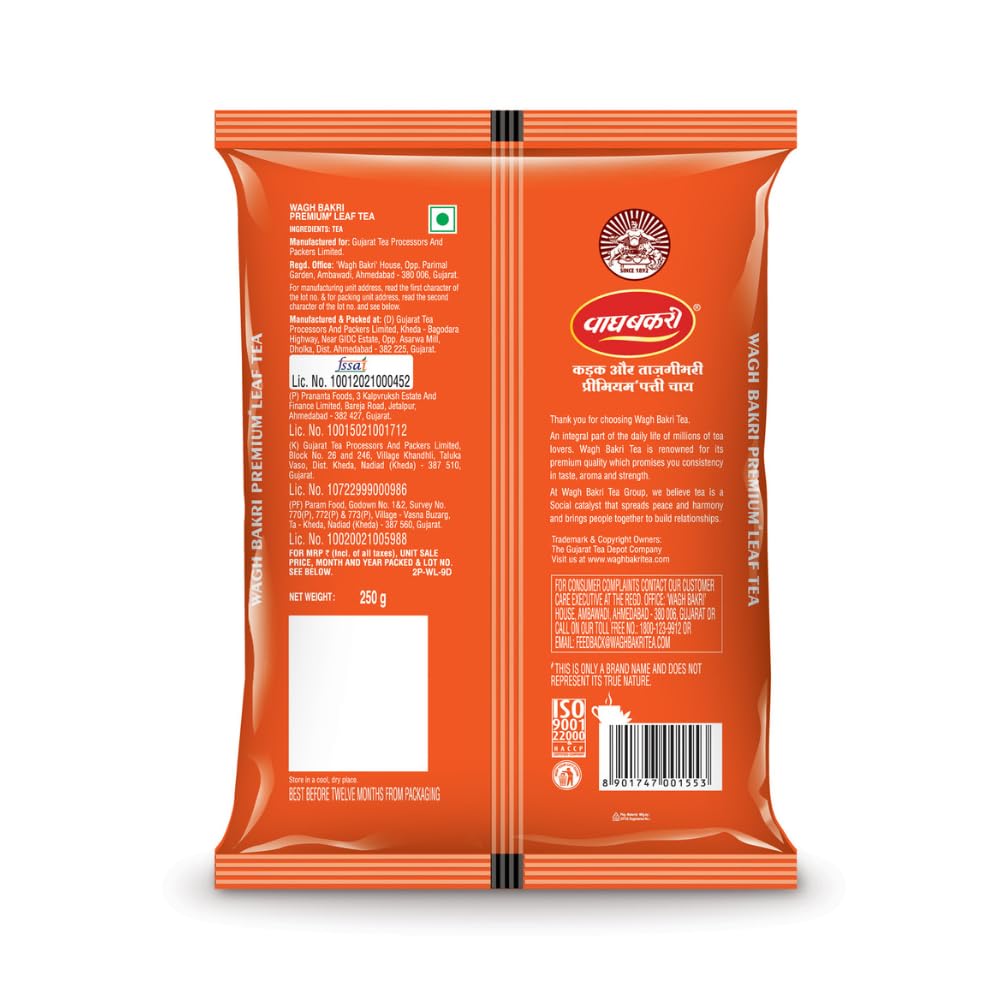 WAGH BAKRI
PREMIUM# LEAF TEA
INGREDIENTS: TEA
Manufactured for: Gujarat Tea Processors And
Packers Limited.
Regd. Office: 'Wagh Bakri' House, Opp. Parimal
Garden, Ambawadi, Ahmedabad - 380 006, Gujarat.
For manufacturing unit address, read the first character of
the lot no. & for packing unit address, read the second
character of the lot no. and see below.
Manufactured & Packed at: (D) Gujarat Tea
Processors And Packers Limited, Kheda - Bagodara
Highway, Near GIDC Estate, Opp. Asarwa Mill,
Dholka, Dist. Ahmedabad - 382 225, Gujarat.
fssai
Lic. No. 10012021000452
(P) Prananta Foods, 3 Kalpvruksh Estate And
Finance Limited, Bareja Road, Jetalpur,
Ahmedabad - 382 427, Gujarat.
Lic. No. 10015021001712
(K) Gujarat Tea Processors And Packers Limited,
Block No. 26 and 246, Village Khandhli, Taluka
Vaso, Dist. Kheda, Nadiad (Kheda) - 387 510,
Gujarat.
Lic. No. 10722999000986
(PF) Param Food, Godown No. 1&2, Survey No.
770(P), 772(P) & 773(P), Village - Vasna Buzarg,
Ta - Kheda, Nadiad (Kheda) - 387 560, Gujarat.
Lic. No. 10020021005988
FOR MRP ₹ (Incl. of all taxes), UNIT SALE
PRICE, MONTH AND YEAR PACKED & LOT NO.
SEE BELOW. 2P-WL-9D
NET WEIGHT: 250 g
Store in a cool, dry place.
BEST BEFORE TWELVE MONTHS FROM PACKAGING
WAGH BAKRI PREMIUM# LEAF TEA
SINCE 1892
वाघ बकरी®
कड़क और ताज़गीभरी
प्रीमियम# पत्ती चाय
Thank you for choosing Wagh Bakri Tea.
An integral part of the daily life of millions of tea
lovers. Wagh Bakri Tea is renowned for its
premium quality which promises you consistency
in taste, aroma and strength.
At Wagh Bakri Tea Group, we believe tea is a
Social catalyst that spreads peace and harmony
and brings people together to build relationships.
Trademark & Copyright Owners:
The Gujarat Tea Depot Company
Visit us at www.waghbakritea.com
FOR CONSUMER COMPLAINTS CONTACT OUR CUSTOMER
CARE EXECUTIVE AT THE REGD. OFFICE: 'WAGH BAKRI'
HOUSE, AMBAWADI, AHMEDABAD - 380 006, GUJARAT OR
CALL ON OUR TOLL FREE NO.: 1800-123-9912 OR
EMAIL: FEEDBACK@WAGHBAKRITEA.COM
#THIS IS ONLY A BRAND NAME AND DOES NOT
REPRESENT ITS TRUE NATURE.
ISO
9001
22000
&
HACCP
8 901747 001553
WAGH BAKRI PREMIUM# LEAF TEA